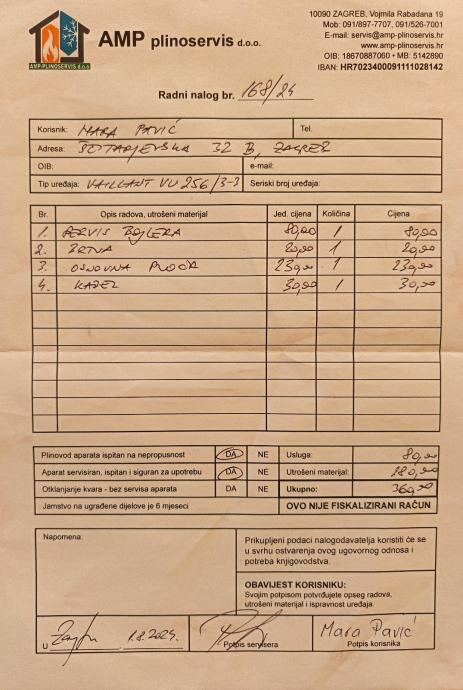 AMP plinoservis d.o.o.
AMP-PLINOSERVIS d.o.o
10090 ZAGREB, Vojmila Rabadana 19
Mob: 091/897-7707, 091/526-7001
E-mail: servis@amp-plinoservis.hr
www.amp-plinoservis.hr
OIB: 18670887060 • MB: 5142890
IBAN: HR7023400091111028142
Radni nalog br. 168/24
Korisnik: MARA PAVIĆ Tel.
Adresa: 32 B, ZAGREB
OIB: e-mail:
Tip uređaja: VAILLANT VU 256/3-3 Seriski broj uređaja:
Br. Opis radova, utrošeni materijal Jed. cijena Količina Cijena
1. SERVIS BOJLERA 80,00 1 80,00
2. BRTVA 20,00 1 20,00
3. OSNOVNA PLOČA 230,00 1 230,00
4. KABEL 30,00 1 30,00
Plinovod aparata ispitan na nepropusnost DA NE Usluga: 80,00
Aparat servisiran, ispitani i siguran za upotrebu DA NE Utrošeni materijal: 280,00
Otklanjanje kvara - bez servisa aparata DA NE Ukupno: 360,00
Jamstvo na ugrađene dijelove je 6 mjeseci OVO NIJE FISKALIZIRANI RAČUN
Napomena:
Prikupljeni podaci nalogodavatelja koristiti će se
u svrhu ostvarenja ovog ugovornog odnosa i
potreba knjigovodstva.
OBAVIJEST KORISNIKU:
Svojim potpisom potvrđujete opseg radova,
utrošeni materijal i ispravnost uređaja
U 1.8.2024. Mara Pavić
Potpis servisera Potpis korisnika